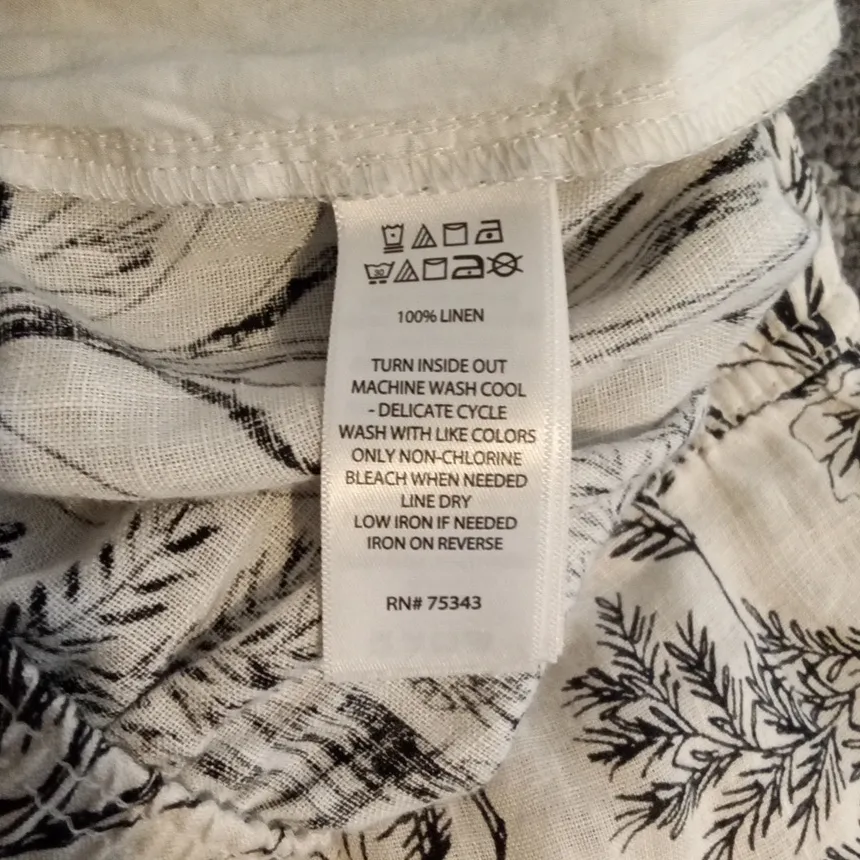 100% LINEN
TURN INSIDE OUT
MACHINE WASH COOL
- DELICATE CYCLE
WASH WITH LIKE COLORS
ONLY NON-CHLORINE
BLEACH WHEN NEEDED
LINE DRY
LOW IRON IF NEEDED
IRON ON REVERSE
RN# 75343